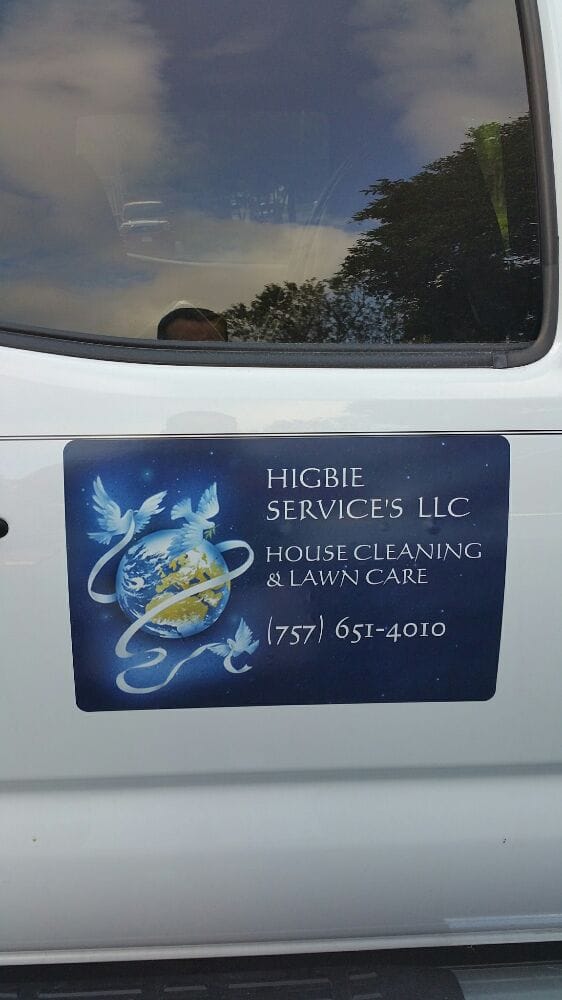 HIGBIE
SERVICE'S LLC
HOUSE CLEANING
& LAWN CARE
(757) 651-4010